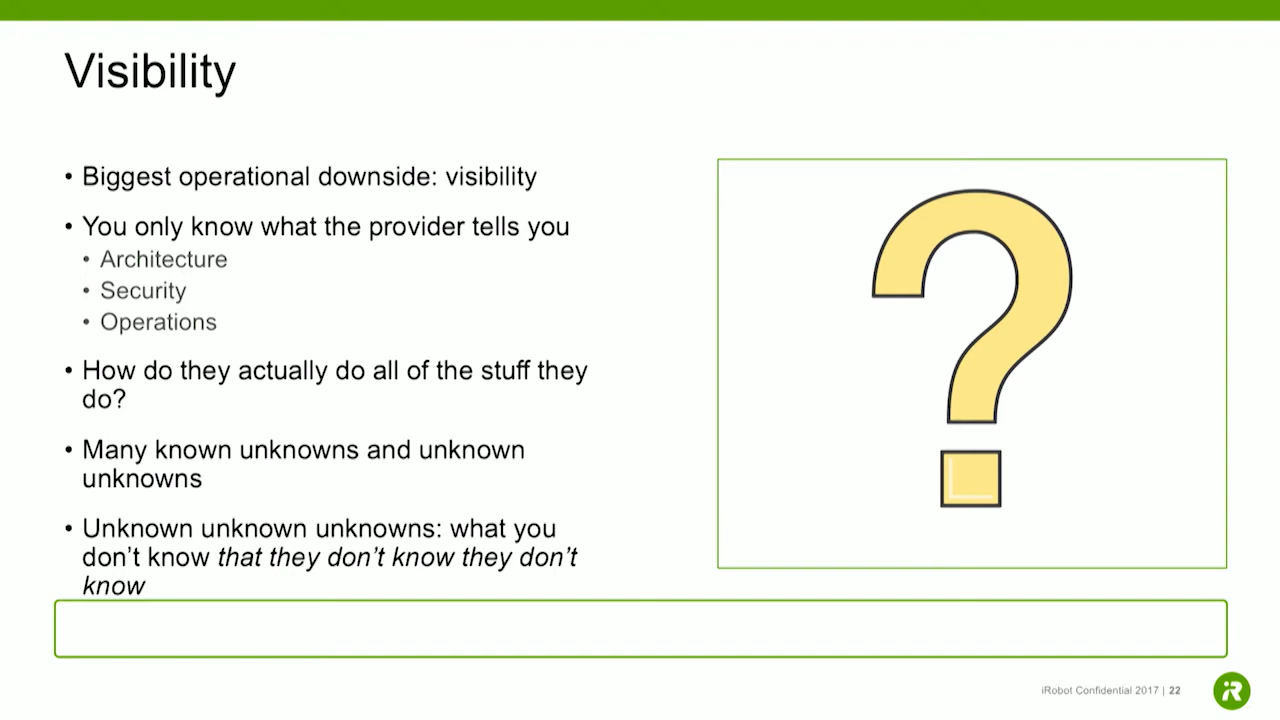 Visibility
• Biggest operational downside: visibility
• You only know what the provider tells you
• Architecture
• Security
• Operations
• How do they actually do all of the stuff they
do?
• Many known unknowns and unknown
unknowns
• Unknown unknown unknowns: what you
don’t know that they don’t know they don’t
know
?
iRobot Confidential 2017 | 22
iR